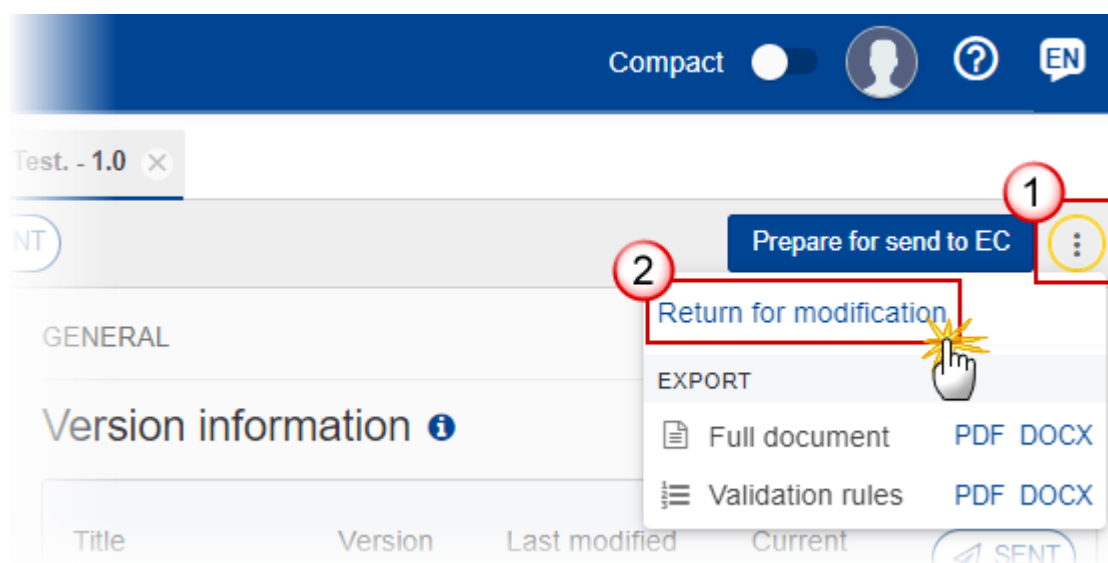 Compact EN
Test. - 1.0
1
NT Prepare for send to EC
2
Return for modification
GENERAL
EXPORT
Version information
Full document PDF DOCX
Validation rules PDF DOCX
Title Version Last modified Current SENT